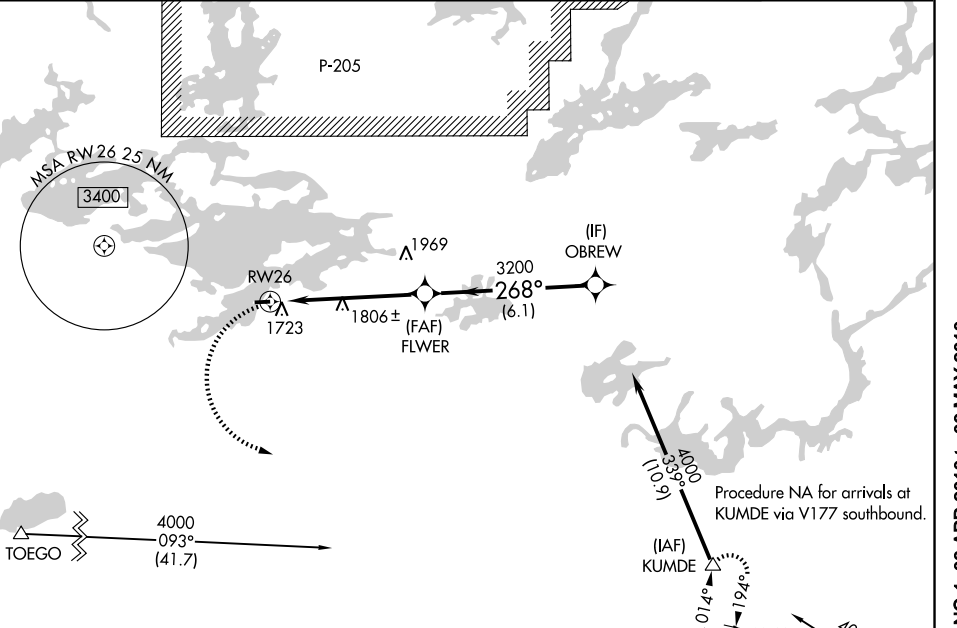 P-205
MSA RW26 25 NM
3400
1969
(IF)
OBREW
RW26
3200
268°
(6.1)
1723
1806 ±
(FAF)
FLWER
4000
339°
(10.9)
Procedure NA for arrivals at
KUMDE via V177 southbound.
4000
093°
(41.7)
TOEGO
(IAF)
KUMDE
014°
194°